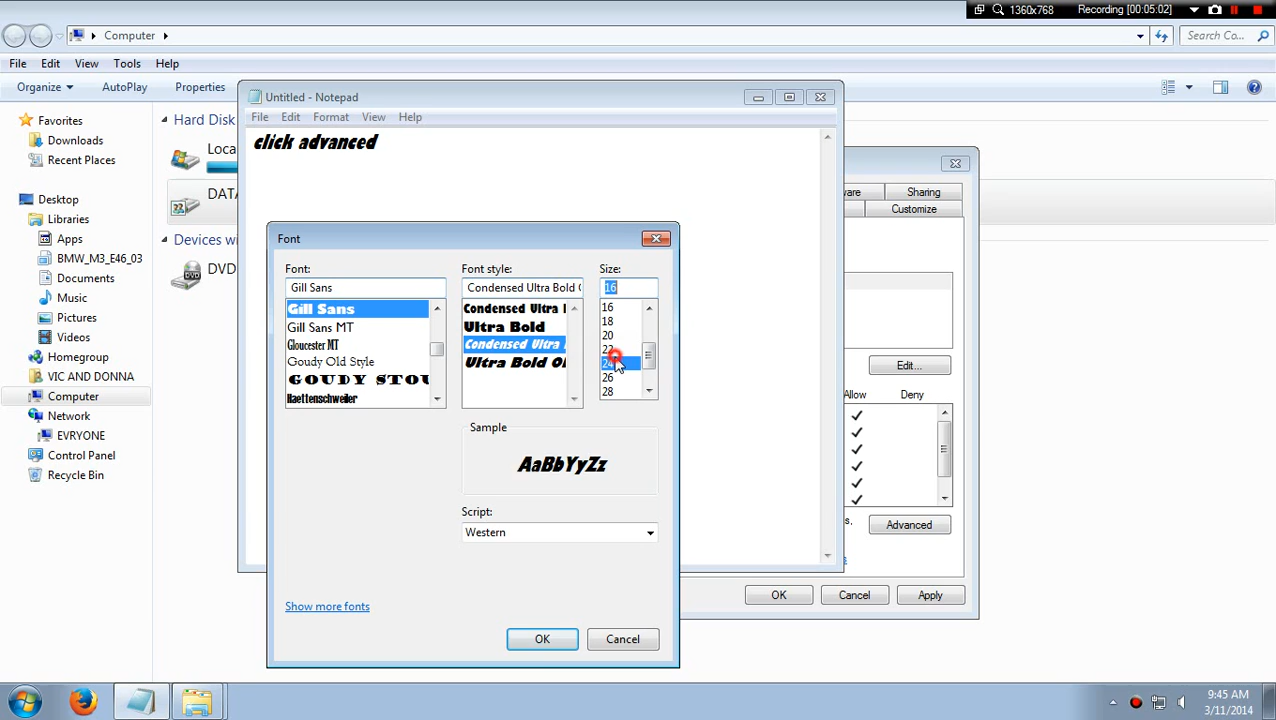 1360x768
Recording (00:05:02)
Computer
Search Co...
File Edit View Tools Help
Organize AutoPlay Properties
Favorites
Downloads
Recent Places
Desktop
Libraries
Apps
BMW_M3_E46_03
Documents
Music
Pictures
Videos
Homegroup
VIC AND DONNA
Computer
Network
EVRYONE
Control Panel
Recycle Bin
Hard Disk
Loca
DATA
Devices wi
DVD
Untitled - Notepad
File Edit Format View Help
click advanced
Font
Font:
Gill Sans
Gill Sans
Gill Sans MT
Gloucester MT
Goudy Old Style
GOUDY STOU
Haettenschweiler
Font style:
Condensed Ultra Bold O
Condensed Ultra B
Ultra Bold
Condensed Ultra B
Ultra Bold Ob
Size:
16
16
18
20
22
24
26
28
Sample
AaBbYyZz
Script:
Western
Show more fonts
OK Cancel
ware Sharing
Customize
Edit...
Allow Deny
s.
Advanced
OK Cancel Apply
9:45 AM
3/11/2014